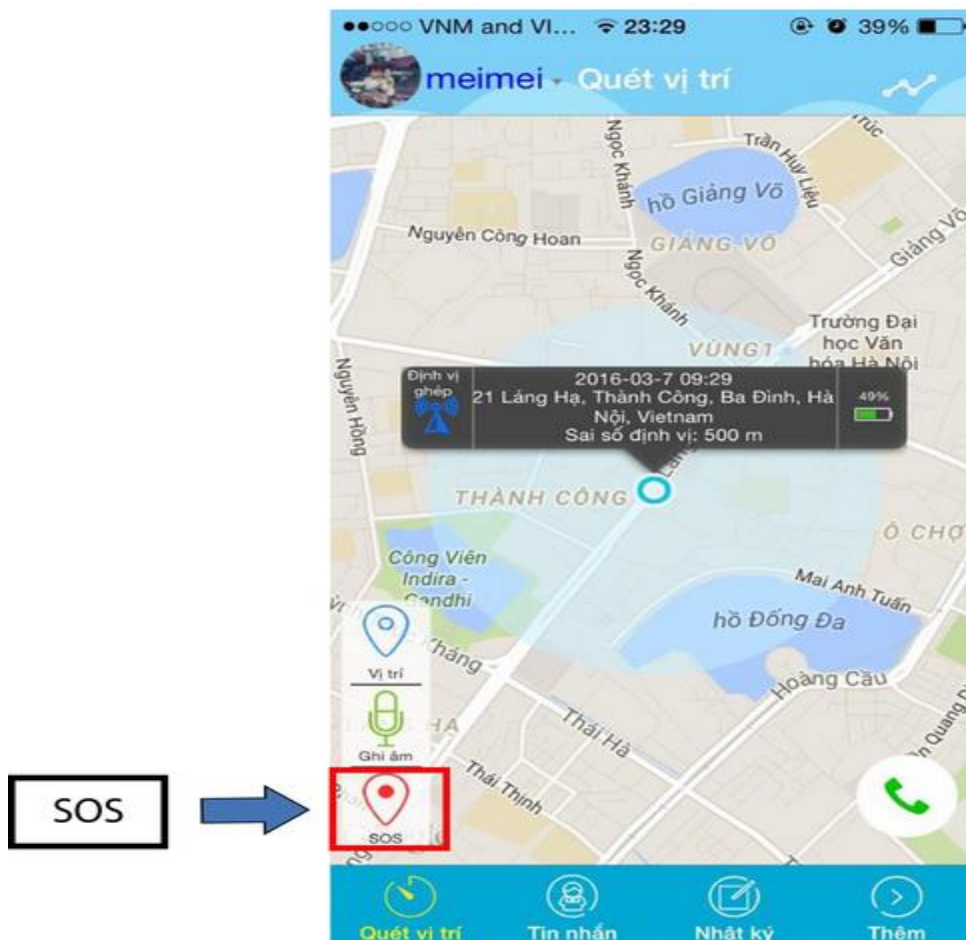 VNM and VI... 23:29 39%
meimei Quét vị trí
Trần Huy Liệu
Ngọc Khánh
hồ Giảng Võ
Nguyên Công Hoan
GIẢNG VÕ
Giảng Võ
Ngọc Khánh
Trường Đại
học Văn
hóa Hà Nội
VÙNG1
Nguyên Hồng
Định vị
ghép
2016-03-7 09:29
21 Láng Hạ, Thành Công, Ba Đình, Hà
Nội, Vietnam
Sai số định vị: 500 m
49%
THÀNH CÔNG
Ô CHỢ
Công Viên
Indira -
Gandhi
Mai Anh Tuấn
hồ Đống Đa
Hoàng Cầu
Vị trí
Thái Hà
Ghi âm
Thái Thịnh
SOS
SOS
Quét vị trí Tin nhắn Nhật ký Thêm